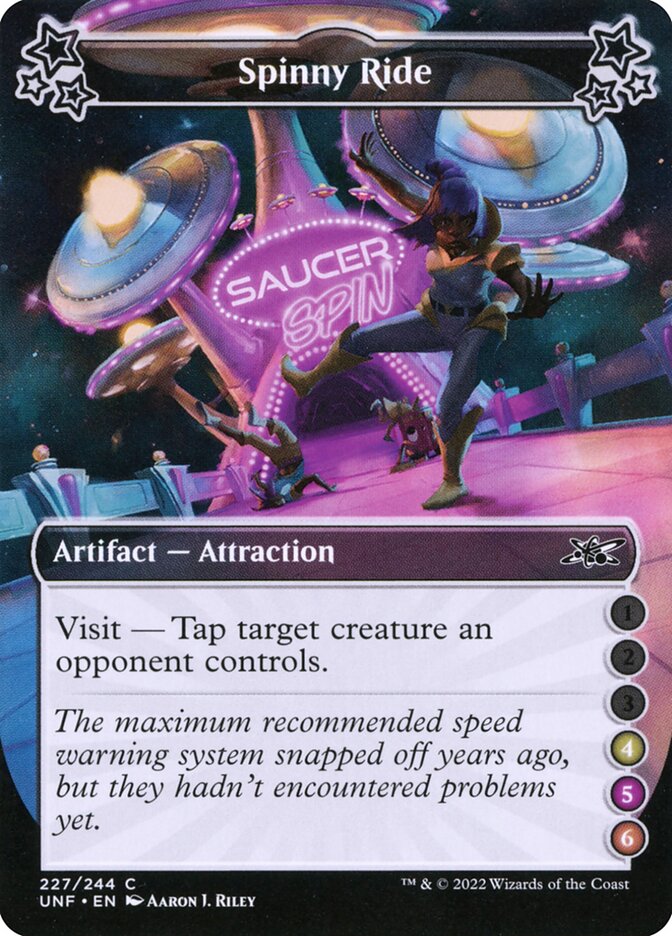 Spinny Ride
SAUCER
SPIN
Artifact — Attraction
Visit — Tap target creature an
opponent controls.
The maximum recommended speed
warning system snapped off years ago,
but they hadn't encountered problems
yet.
1
2
3
4
5
6
227/244 C
UNF • EN Aaron J. Riley
™ & © 2022 Wizards of the Coast